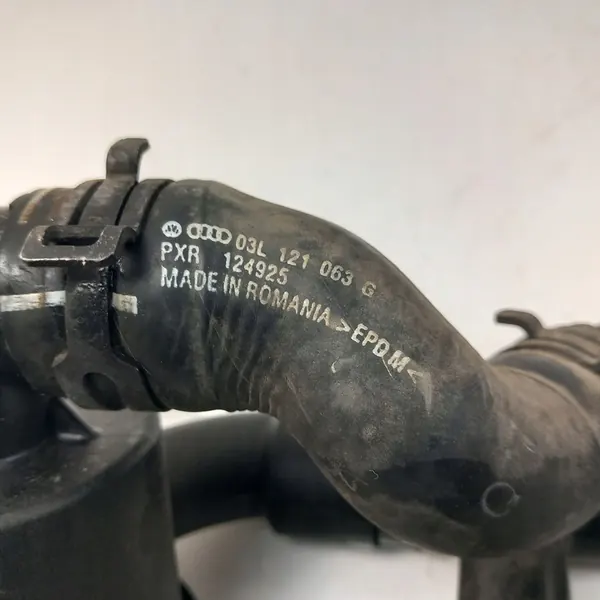 03L 121 063 G
PXR 124925
MADE IN ROMANIA >EPDM<